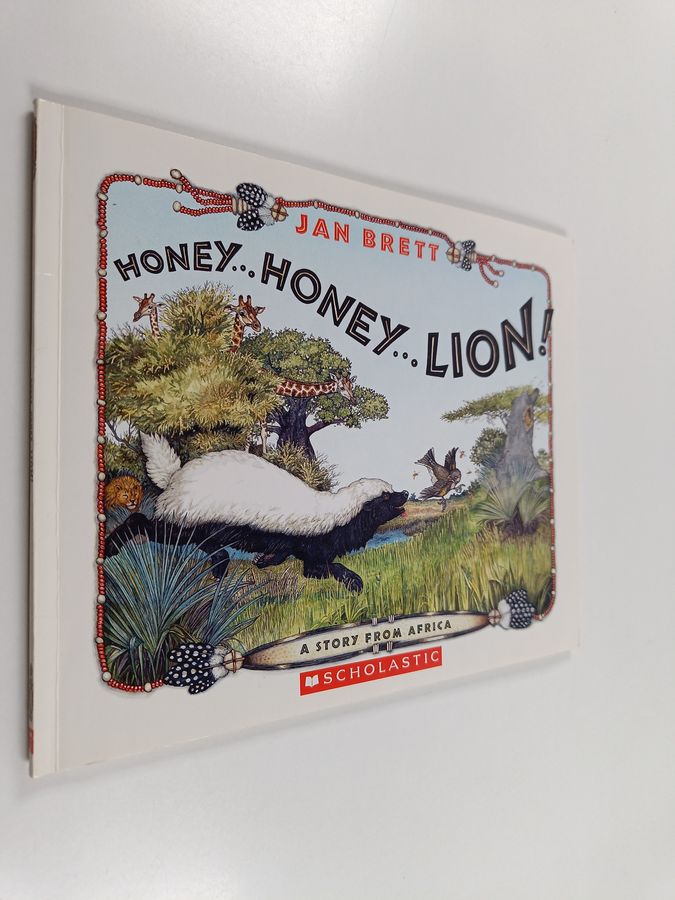 JAN BRETT
HONEY... HONEY... LION!
A STORY FROM AFRICA
SCHOLASTIC